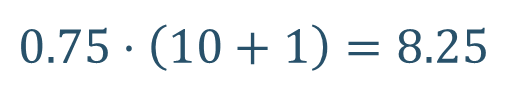 0.75 · (10 + 1) = 8.25